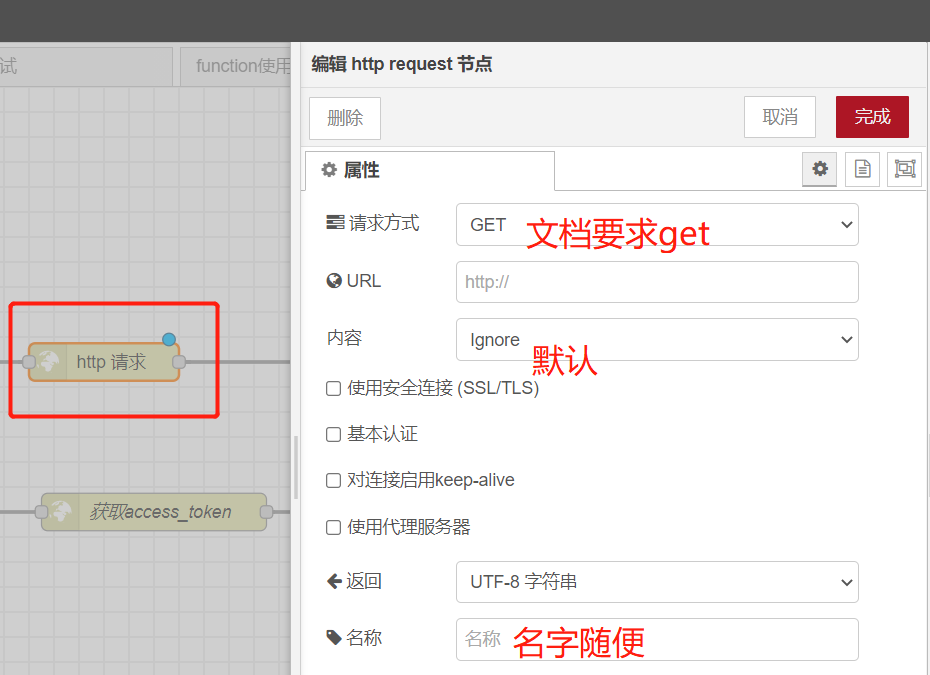 试
function使用
编辑 http request 节点
删除
取消
完成
属性
请求方式
GET
文档要求get
URL
http://
内容
Ignore
默认
使用安全连接 (SSL/TLS)
基本认证
对连接启用keep-alive
使用代理服务器
返回
UTF-8 字符串
名称
名称
名字随便
http 请求
获取access_token